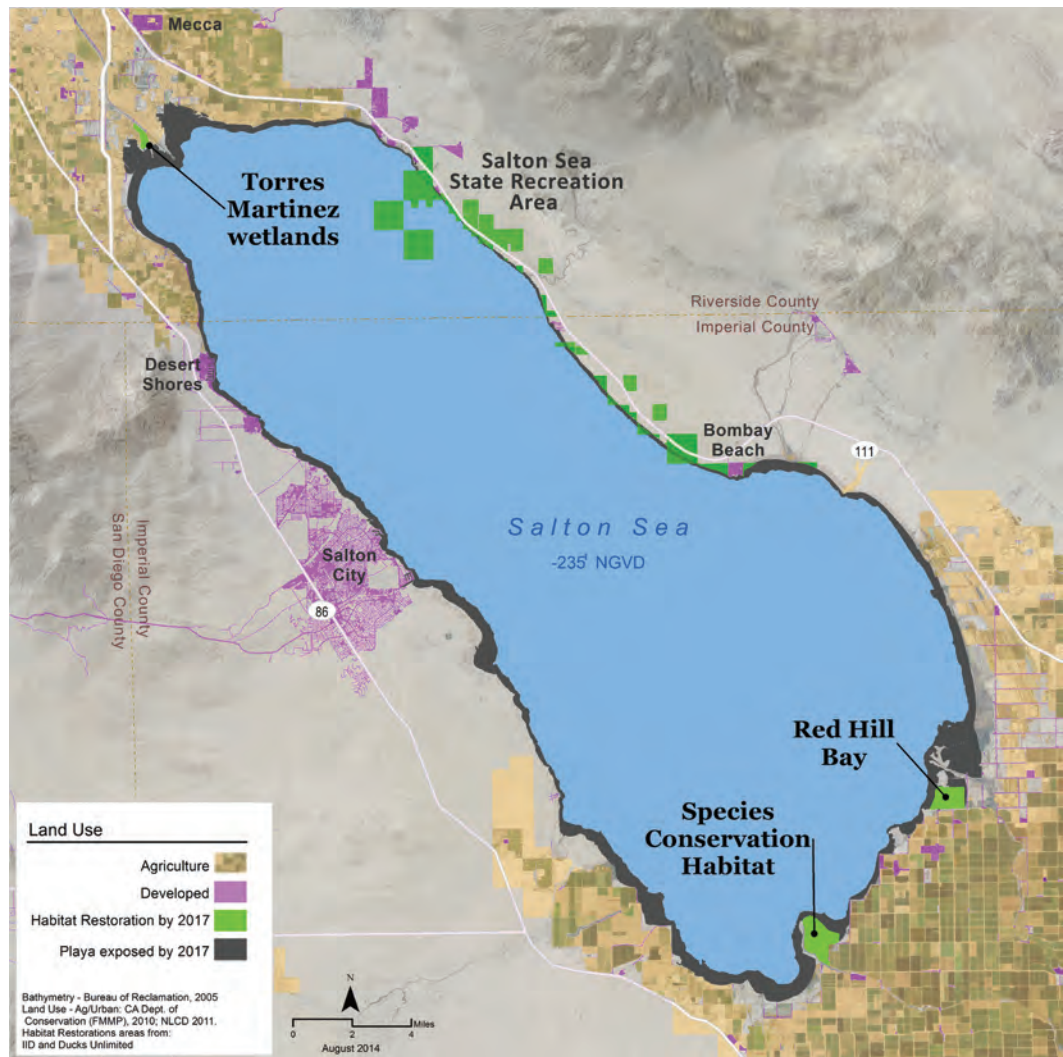 Mecca
Salton Sea
State Recreation
Area
Torres
Martinez
wetlands
Riverside County
Imperial County
Desert
Shores
Bombay
Beach
111
Salton Sea
-235' NGVD
Imperial County
San Diego County
Salton
City
86
Red Hill
Bay
Species
Conservation
Habitat
Land Use
Agriculture
Developed
Habitat Restoration by 2017
Playa exposed by 2017
Bathymetry - Bureau of Reclamation, 2005
Land Use - Ag/Urban: CA Dept. of
Conservation (FMMP), 2010; NLCD 2011.
Habitat Restorations areas from:
IID and Ducks Unlimited
N
Miles
0 2 4
August 2014